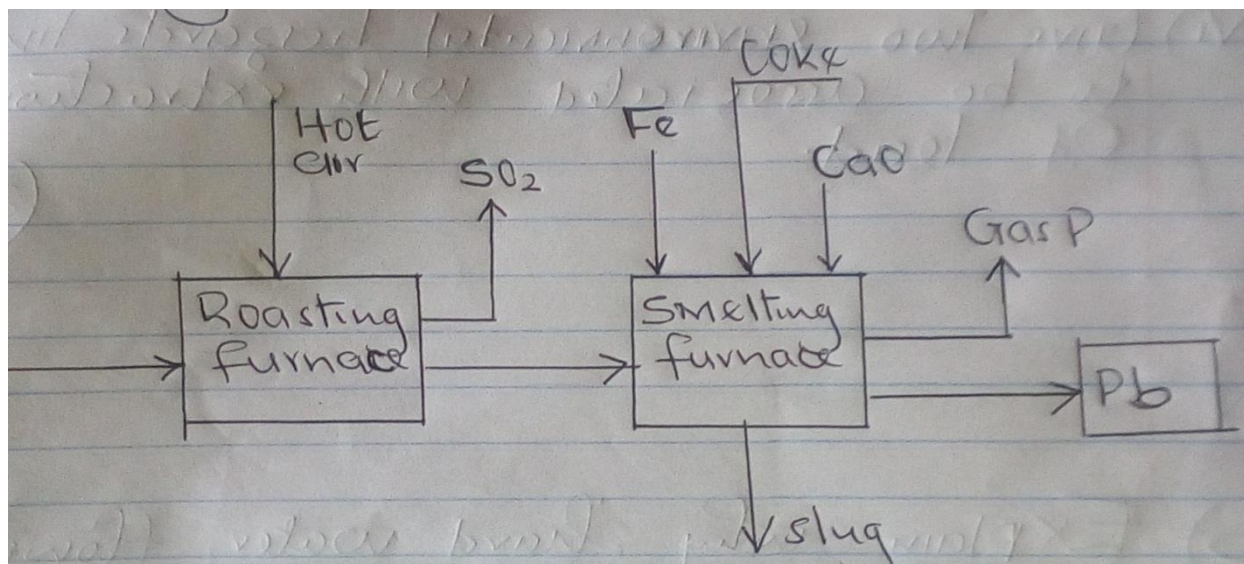 Coke
Hot
air
Fe
CaO
SO2
Gas P
Roasting
furnace
Smelting
furnace
Pb
Slug